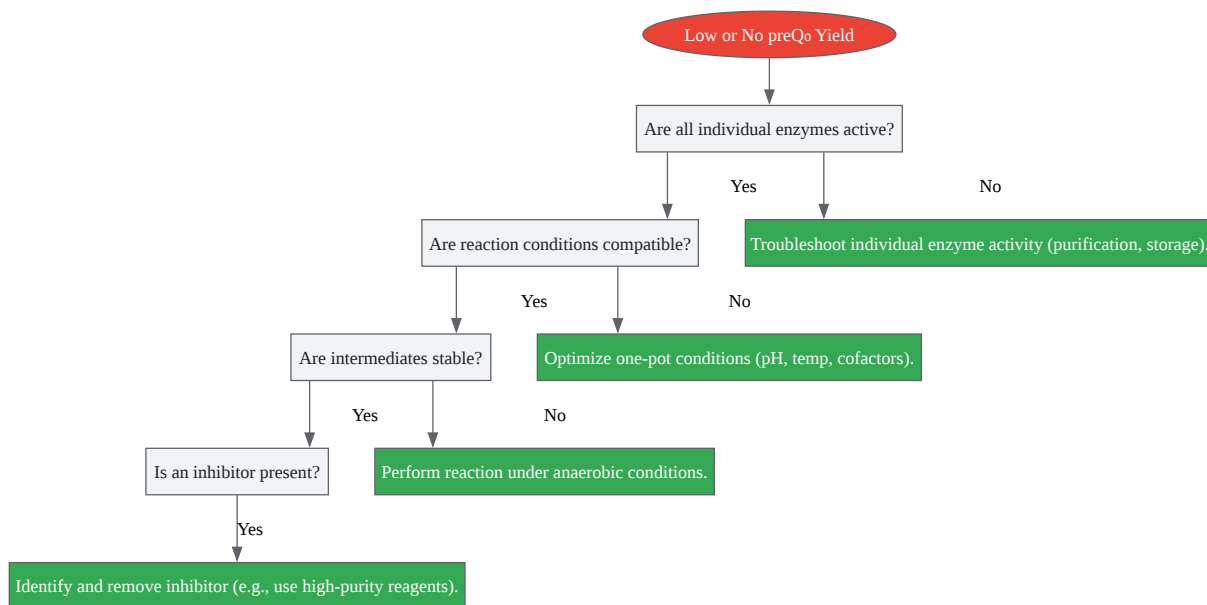 Low or No preQ₀ Yield
Are all individual enzymes active?
Yes
No
Are reaction conditions compatible?
Troubleshoot individual enzyme activity (purification, storage).
Yes
No
Are intermediates stable?
Optimize one-pot conditions (pH, temp, cofactors).
Yes
No
Is an inhibitor present?
Perform reaction under anaerobic conditions.
Yes
Identify and remove inhibitor (e.g., use high-purity reagents).